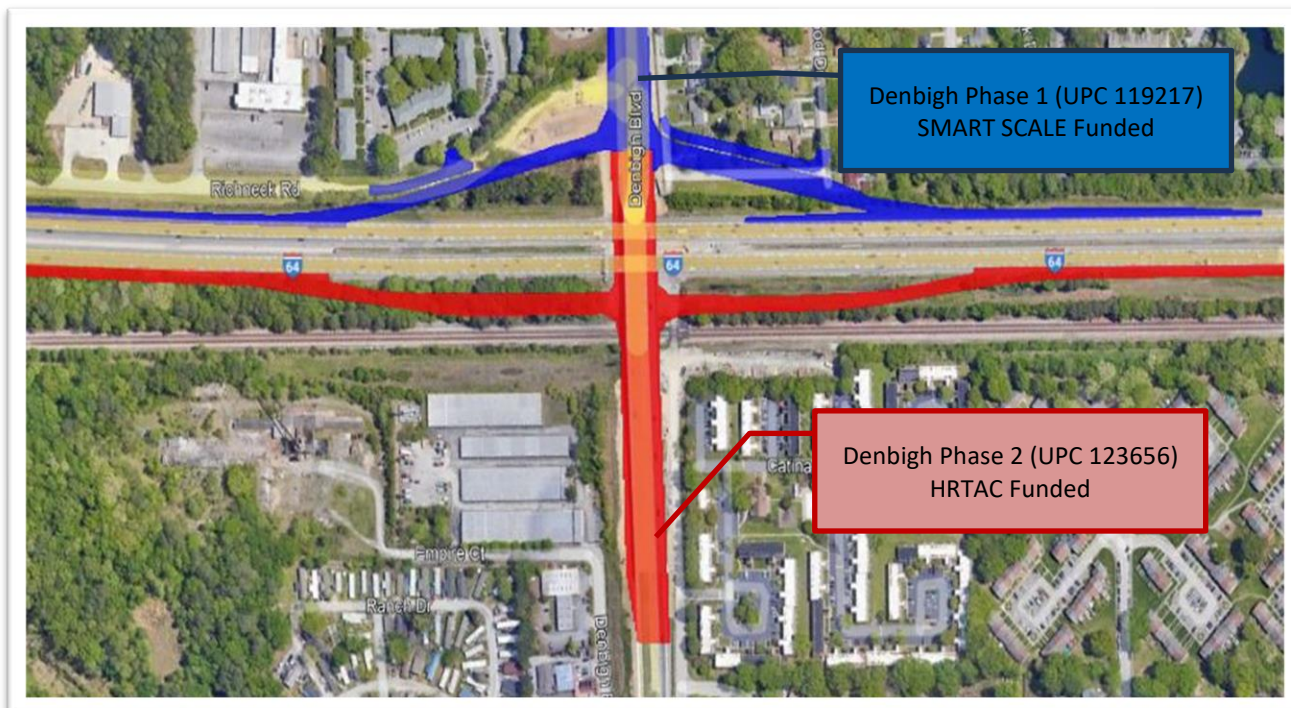 Denbigh Phase 1 (UPC 119217)
SMART SCALE Funded
Denbigh Blvd
Richneck Rd
64
64
64
Denbigh Phase 2 (UPC 123656)
HRTAC Funded
Catina
Empire Ct
Ranch Dr